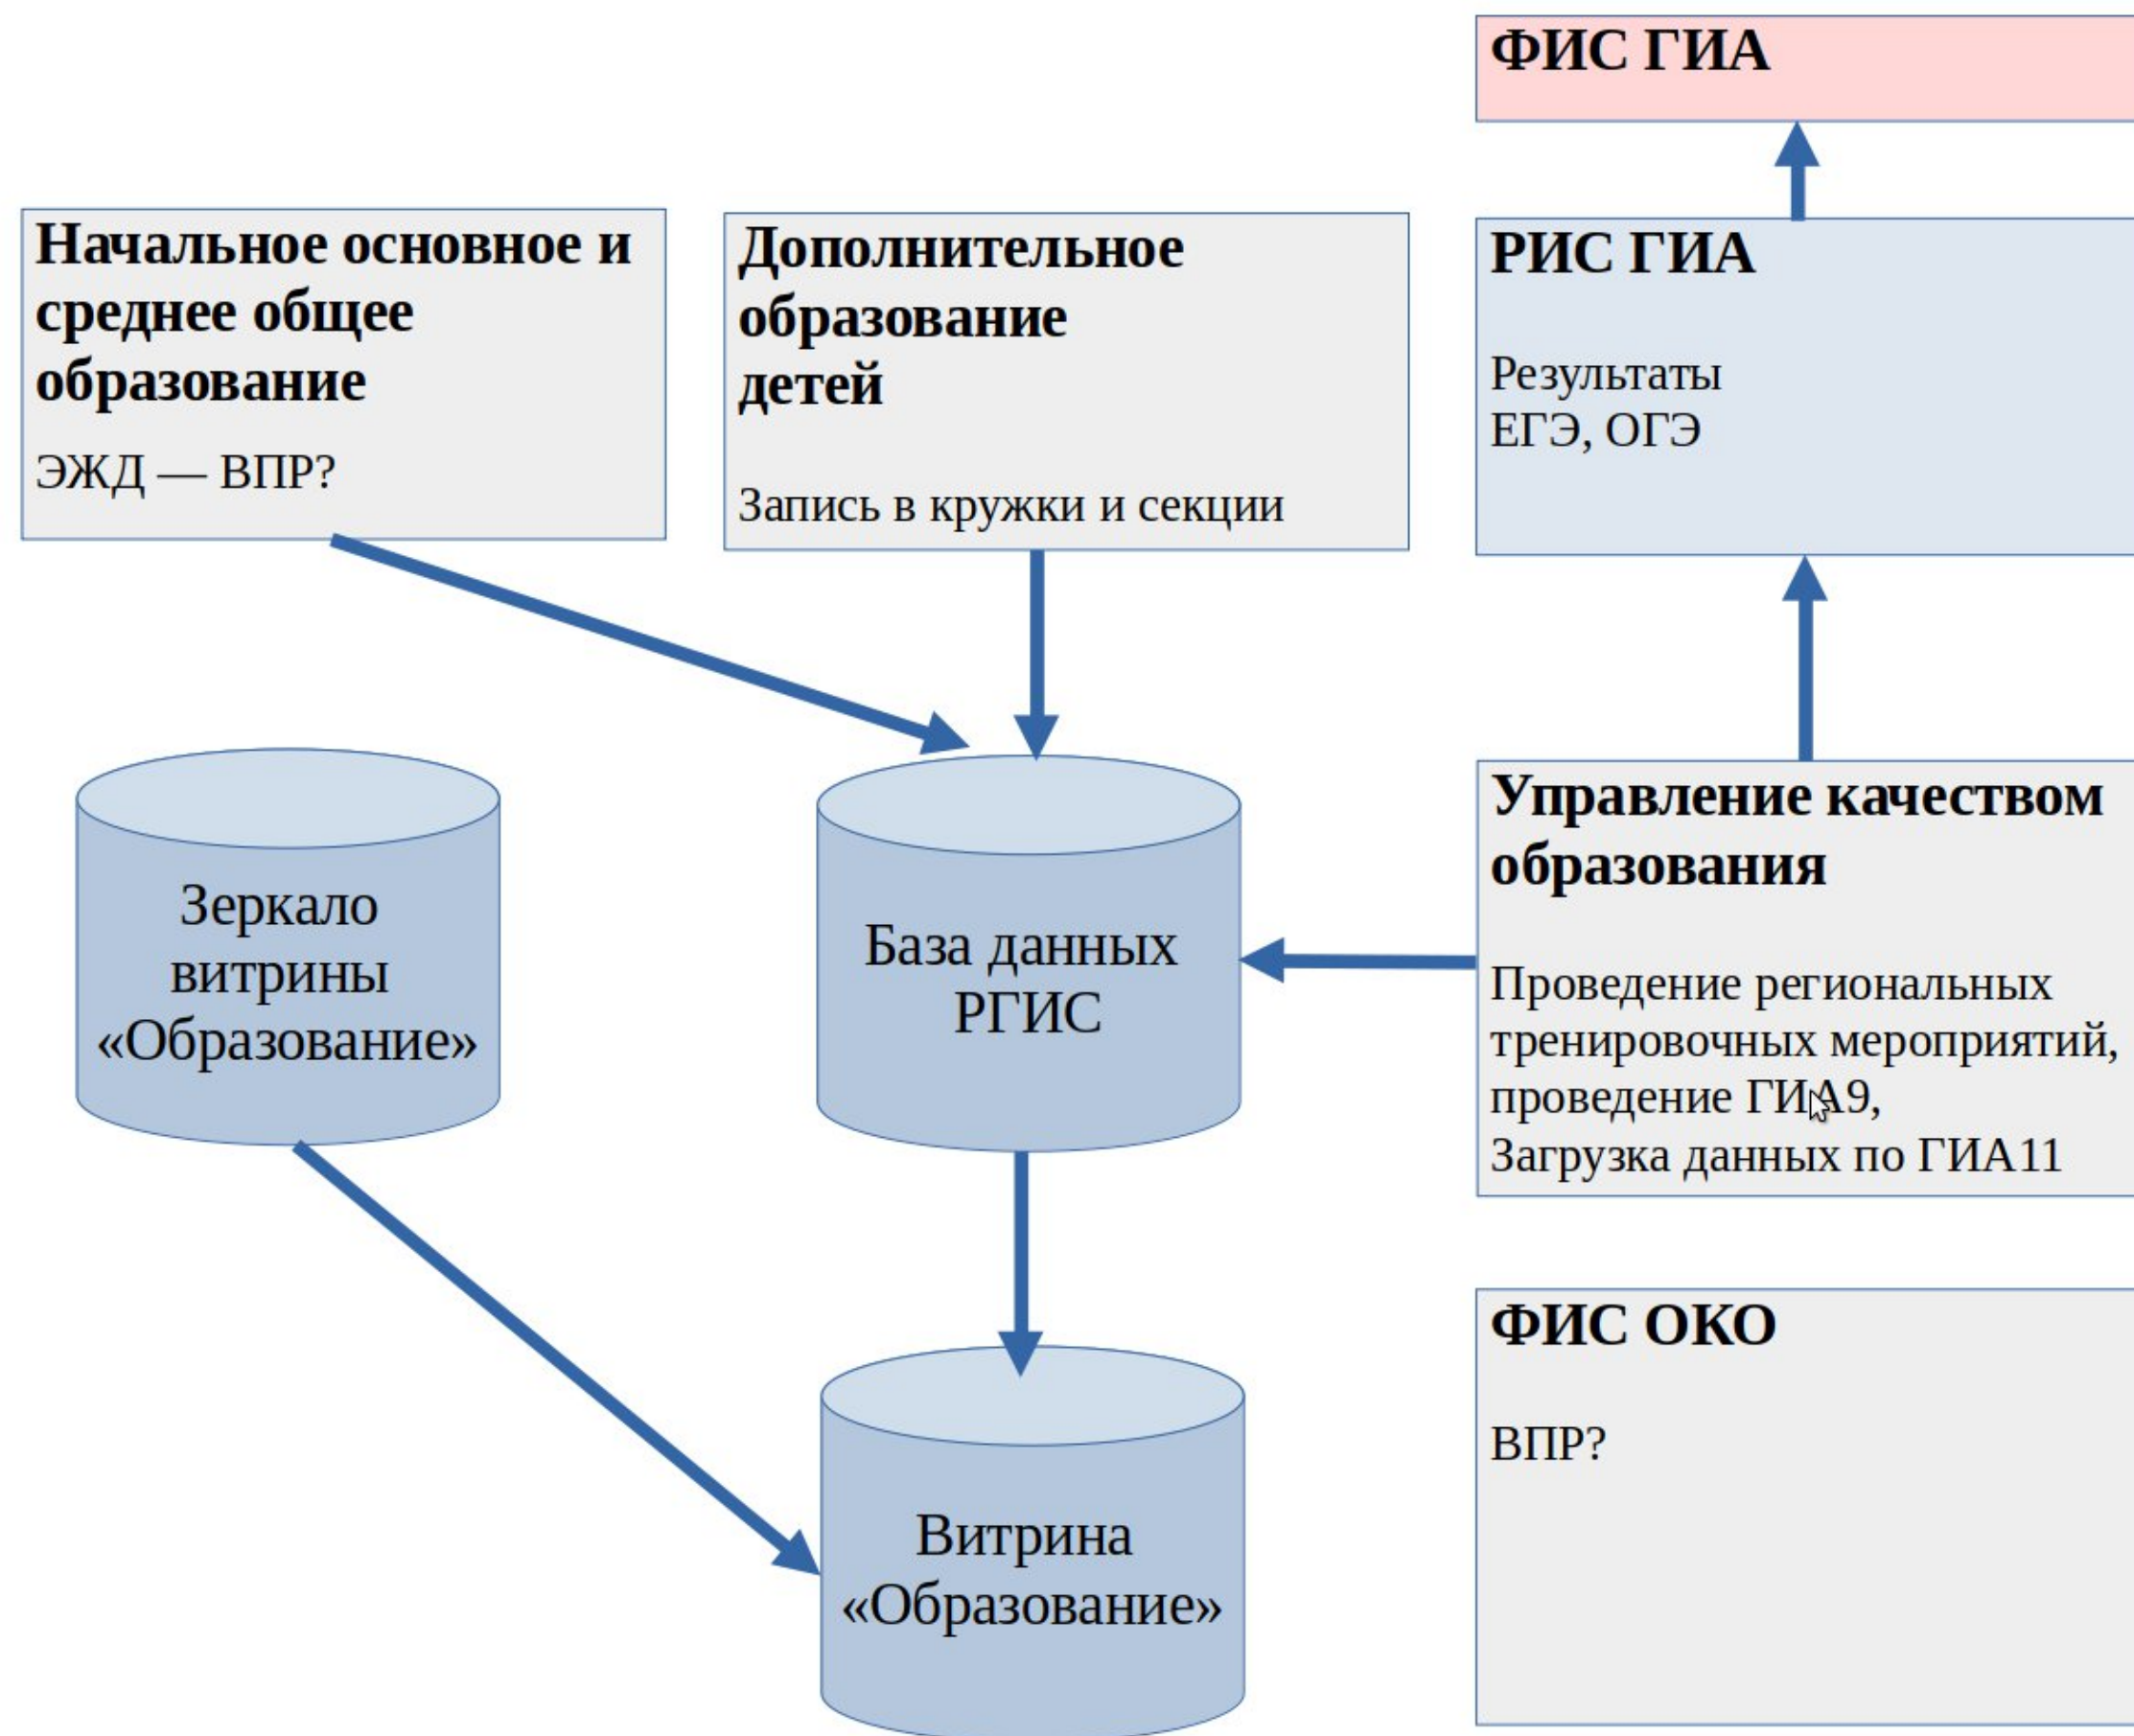 ФИС ГИА
Начальное основное и
среднее общее
образование
ЭЖД — ВПР?
Дополнительное
образование
детей
Запись в кружки и секции
РИС ГИА
Результаты
ЕГЭ, ОГЭ
Зеркало
витрины
«Образование»
База данных
РГИС
Управление качеством
образования
Проведение региональных
тренировочных мероприятий,
проведение ГИА9,
Загрузка данных по ГИА11
Витрина
«Образование»
ФИС ОКО
ВПР?